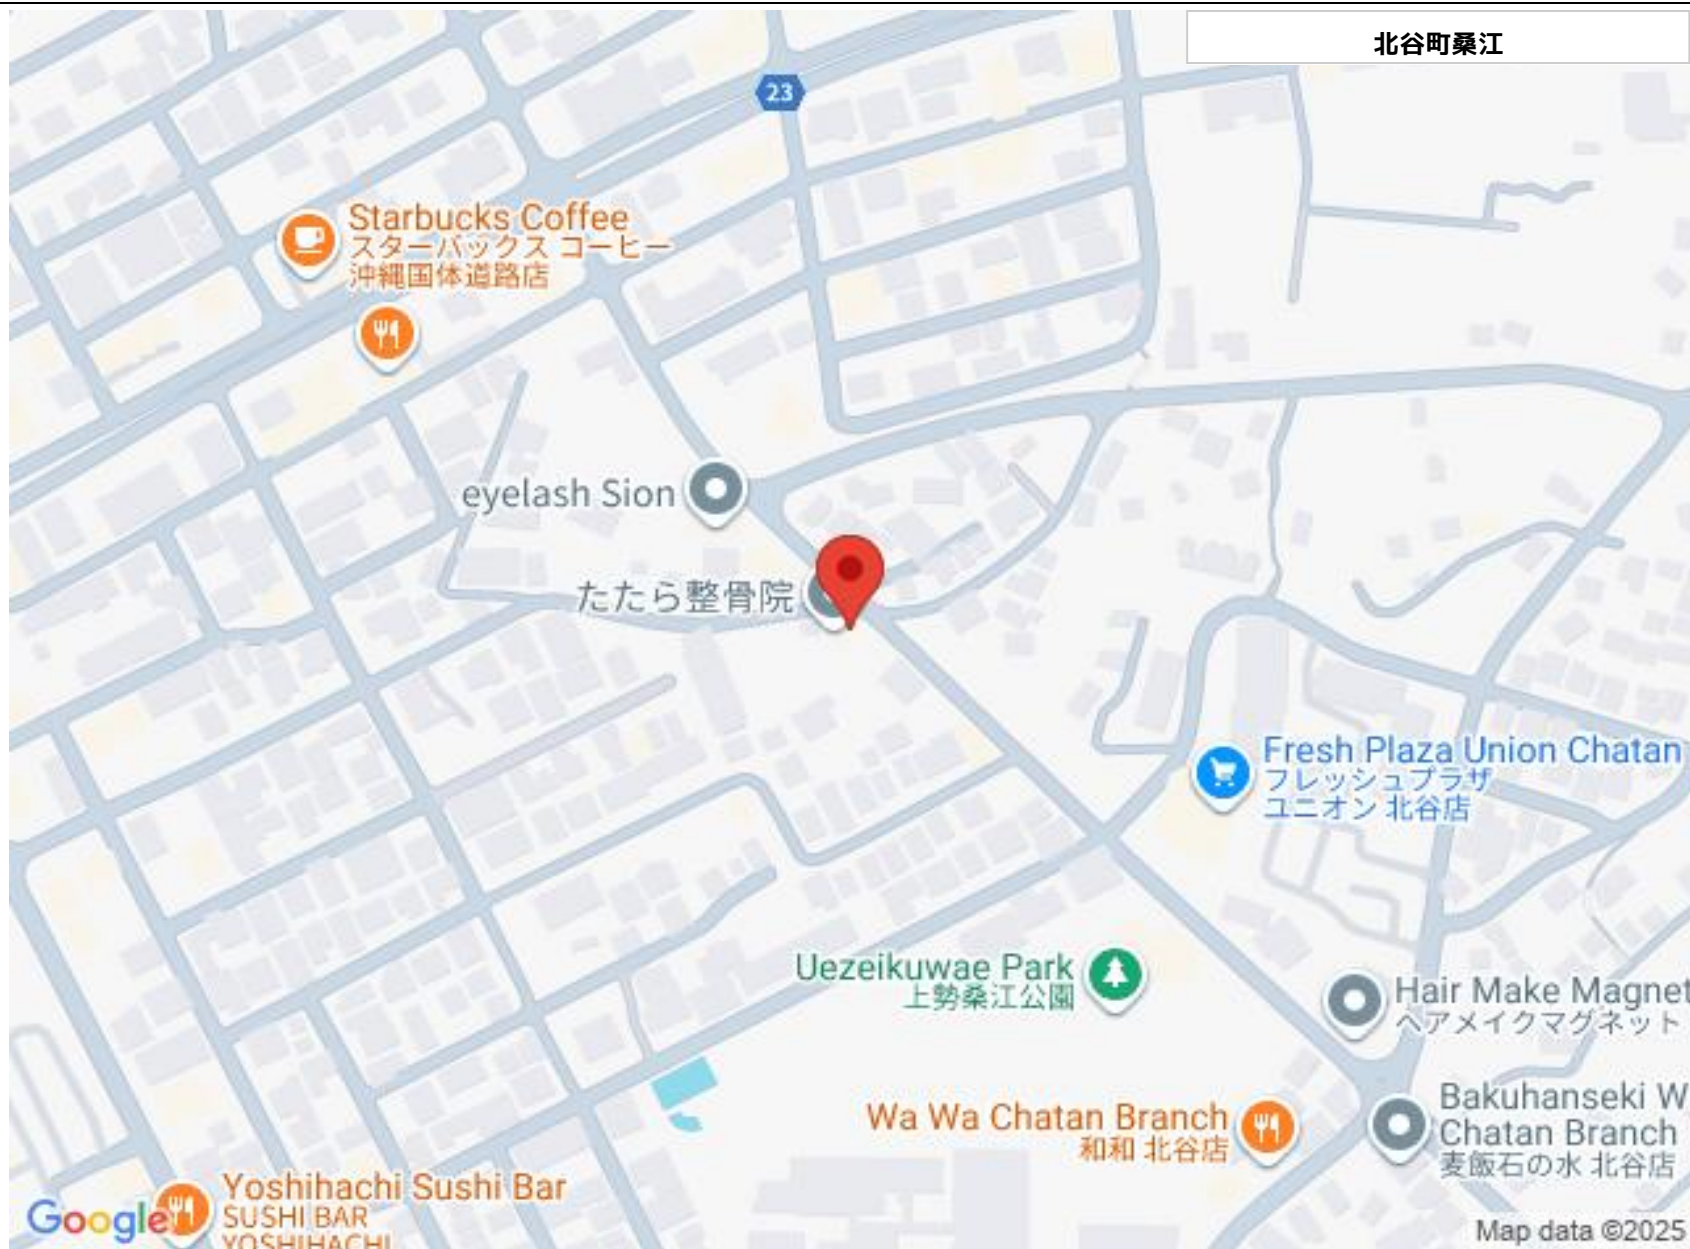 北谷町桑江
23
Starbucks Coffee
スターバックス コーヒー
沖縄国体道路店
eyelash Sion
たたら整骨院
Fresh Plaza Union Chatan
フレッシュプラザ
ユニオン 北谷店
Uezeikuwae Park
上勢桑江公園
Hair Make Magnet
ヘアメイクマグネット
Wa Wa Chatan Branch
和和 北谷店
Bakuhanseki W
Chatan Branch
麦飯石の水 北谷店
Yoshihachi Sushi Bar
SUSHI BAR
YOSHIHACHI
Google
Map data ©2025